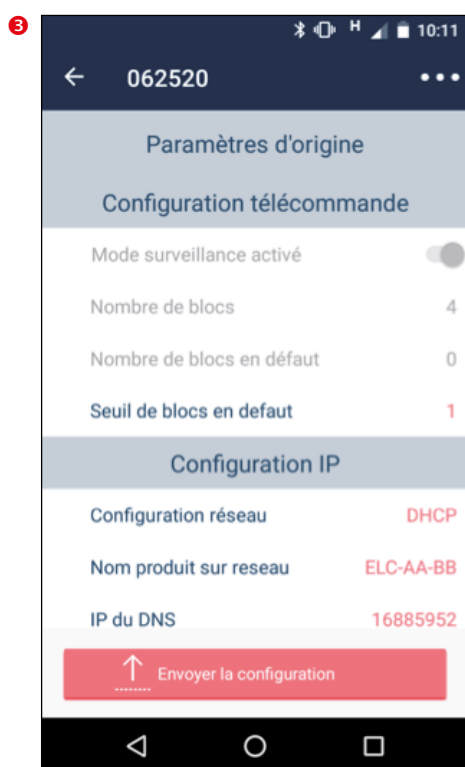 3
H 10:11
062520
Paramètres d'origine
Configuration télécommande
Mode surveillance activé
Nombre de blocs 4
Nombre de blocs en défaut 0
Seuil de blocs en defaut 1
Configuration IP
Configuration réseau DHCP
Nom produit sur reseau ELC-AA-BB
IP du DNS 16885952
Envoyer la configuration